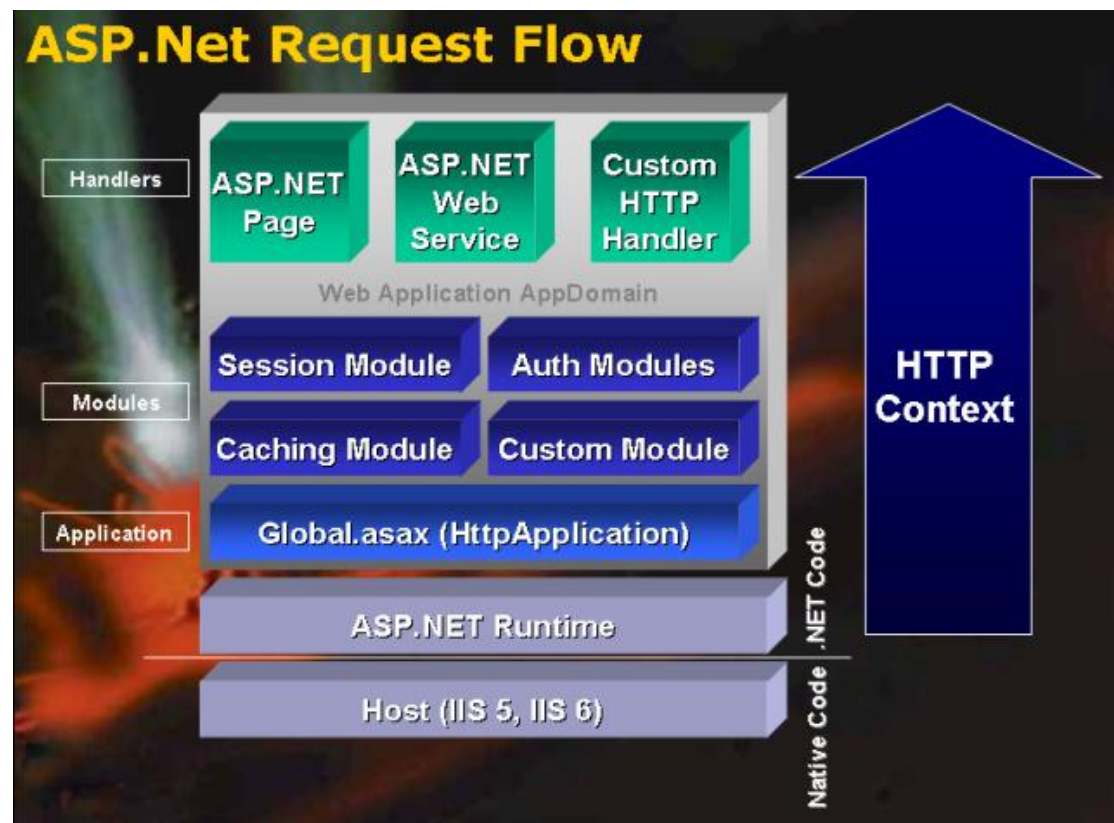 ASP.Net Request Flow
Handlers
ASP.NET
Page
ASP.NET
Web
Service
Custom
HTTP
Handler
Web Application AppDomain
Modules
Session Module
Auth Modules
Caching Module
Custom Module
Application
Global.asax (HttpApplication)
ASP.NET Runtime
Host (IIS 5, IIS 6)
.NET Code
Native Code
HTTP
Context